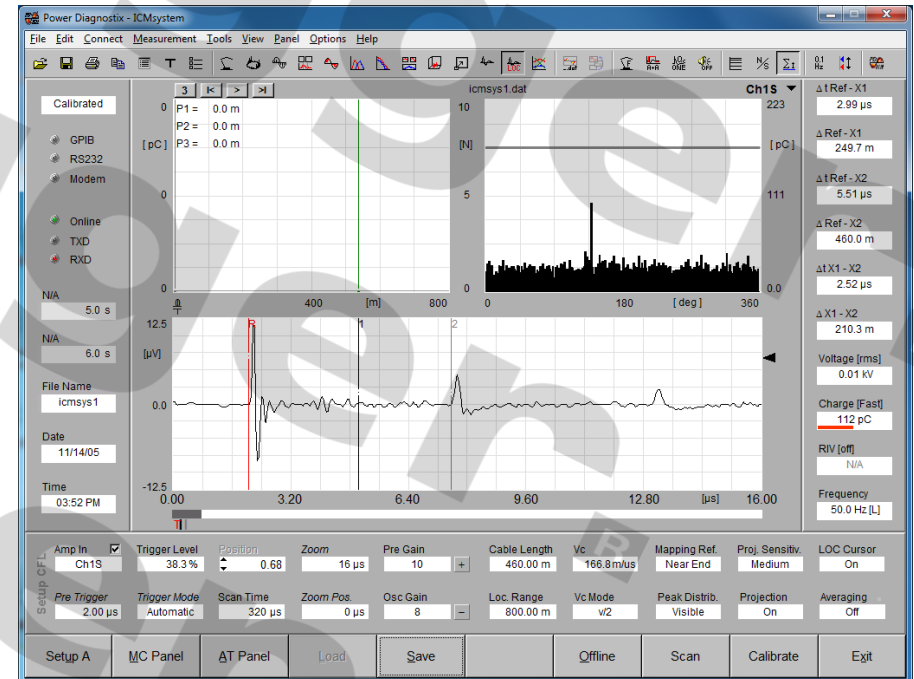 Power Diagnostix - ICMsystem
File Edit Connect Measurement Tools View Panel Options Help
LOC A+R ONE OFF % Σ1 0.1 Hz
Calibrated
GPIB
RS232
Modem
Online
TXD
RXD
N/A
5.0 s
N/A
6.0 s
File Name
icmsys1
Date
11/14/05
Time
03:52 PM
3 |< > >|
P1 = 0.0 m
P2 = 0.0 m
P3 = 0.0 m
0
[pC]
0
0
0 400 [m] 800
icmsys1.dat Ch1S
10 223
[N] [pC]
5 111
0 0.0
0 180 [deg] 360
R 1 2
12.5
[µV]
0.0
-12.5
0.00 3.20 6.40 9.60 12.80 [µs] 16.00
T
Δ t Ref - X1
2.99 µs
Δ Ref - X1
249.7 m
Δ t Ref - X2
5.51 µs
Δ Ref - X2
460.0 m
Δt X1 - X2
2.52 µs
Δ X1 - X2
210.3 m
Voltage [rms]
0.01 kV
Charge [Fast]
112 pC
RIV [off]
N/A
Frequency
50.0 Hz [L]
Setup CFL
Amp In Trigger Level Position Zoom Pre Gain Cable Length Vc Mapping Ref. Proj. Sensitiv. LOC Cursor
Ch1S 38.3 % 0.68 16 µs 10 + 460.00 m 166.8 m/us Near End Medium On
Pre Trigger Trigger Mode Scan Time Zoom Pos. Osc Gain Loc. Range Vc Mode Peak Distrib. Projection Averaging
2.00 µs Automatic 320 µs 0 µs 8 – 800.00 m v/2 Visible On Off
Setup A MC Panel AT Panel Load Save Offline Scan Calibrate Exit